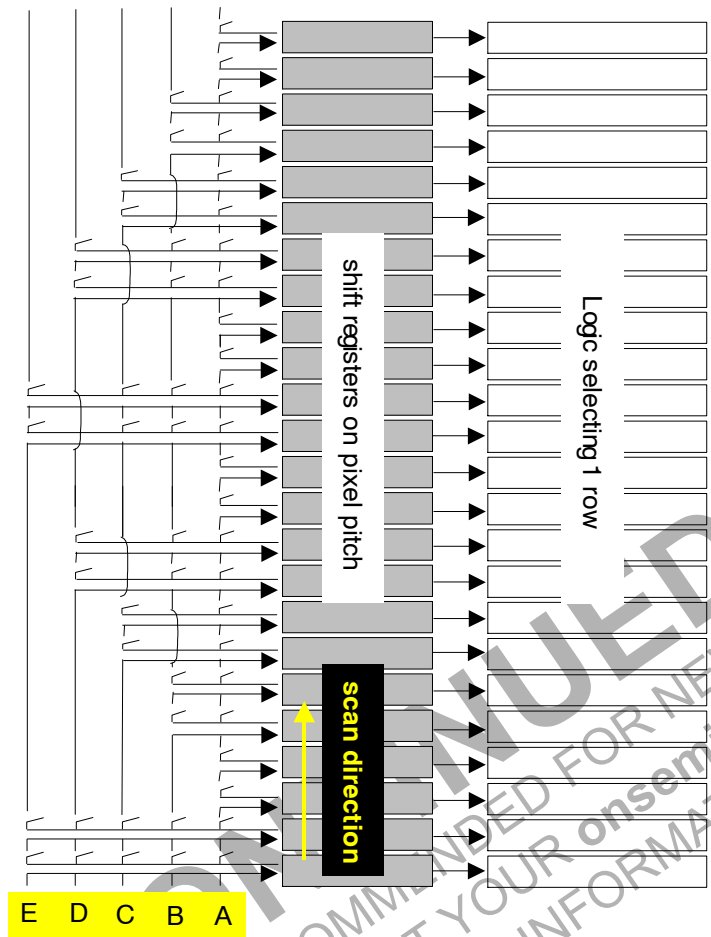 shift registers on pixel pitch
Logic selecting 1 row
scan direction
E D C B A